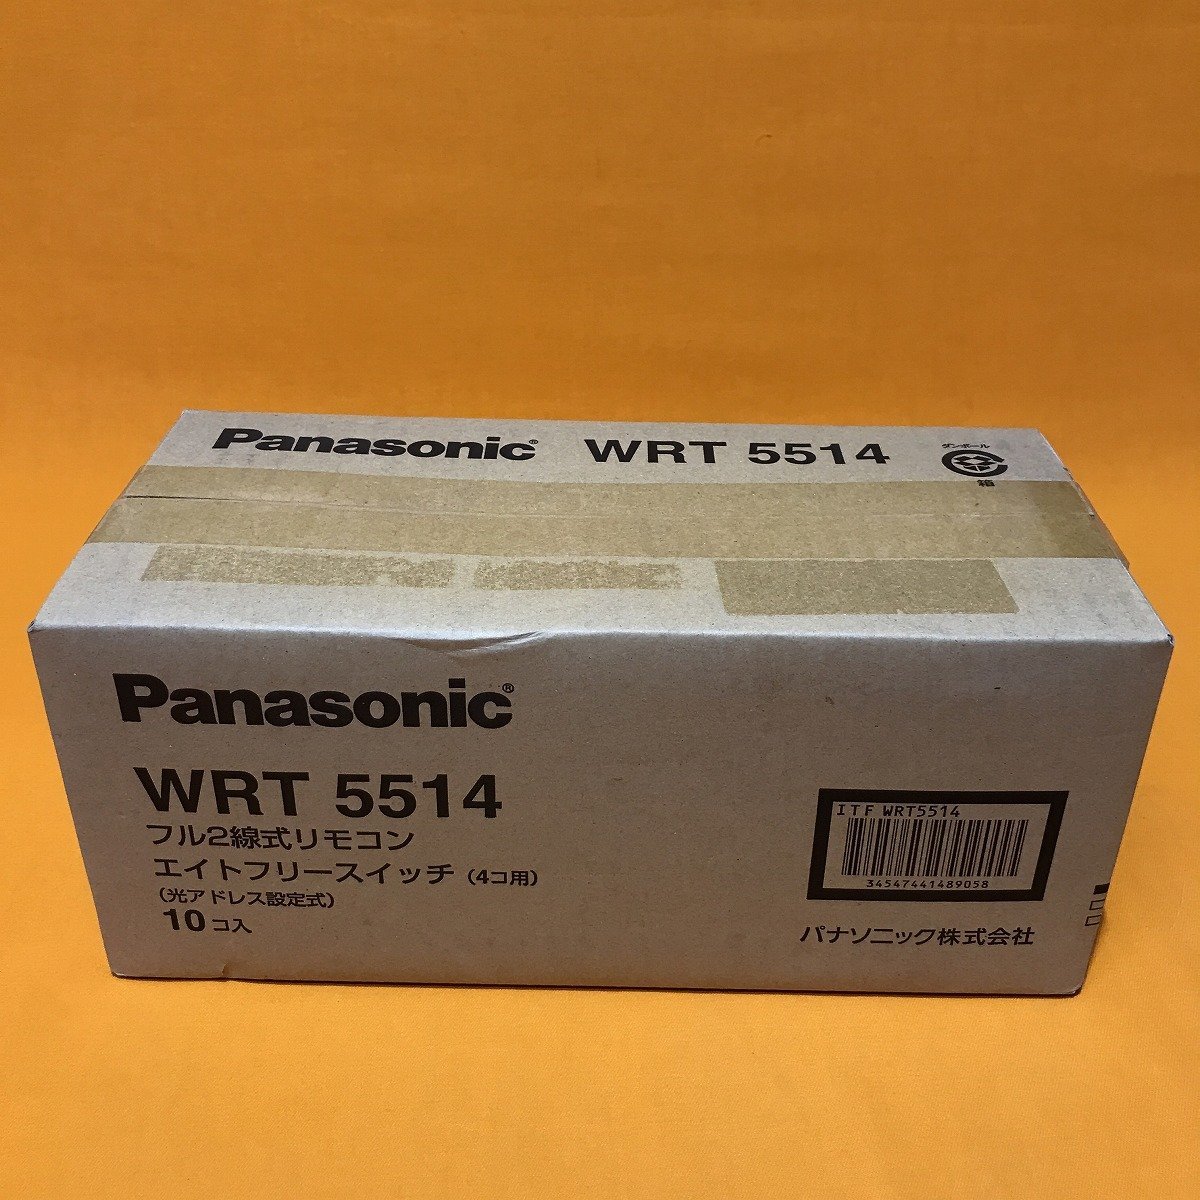 Panasonic® WRT 5514
ダンボール
箱
Panasonic®
WRT 5514
フル2線式リモコン
エイトフリースイッチ(4コ用)
(光アドレス設定式)
10コ入
ITF WRT5514
34547441489058
パナソニック株式会社